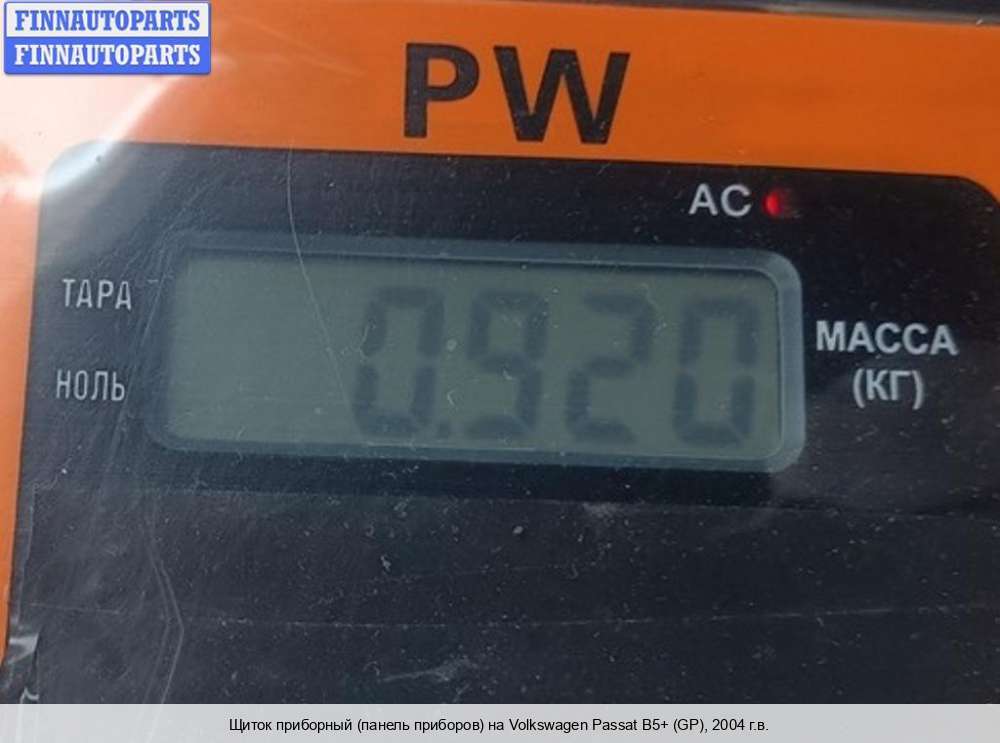 FINNAUTOPARTS
FINNAUTOPARTS
PW
AC
ТАРА
0.920
МАССА
(КГ)
НОЛЬ
Щиток приборный (панель приборов) на Volkswagen Passat B5+ (GP), 2004 г.в.